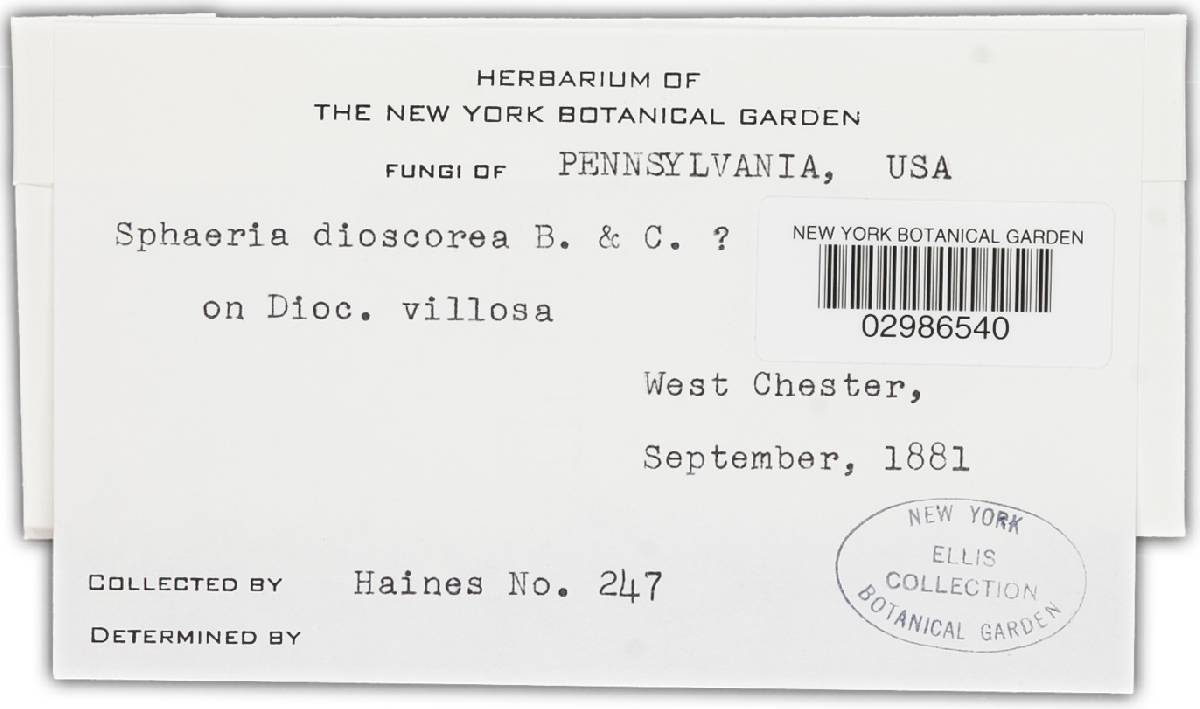 HERBARIUM OF
THE NEW YORK BOTANICAL GARDEN
FUNGI OF PENNSYLVANIA, USA
Sphaeria dioscorea B. & C. ?
NEW YORK BOTANICAL GARDEN
02986540
on Dioc. villosa
West Chester,
September, 1881
NEW YORK
ELLIS
COLLECTION
BOTANICAL GARDEN
COLLECTED BY Haines No. 247
DETERMINED BY